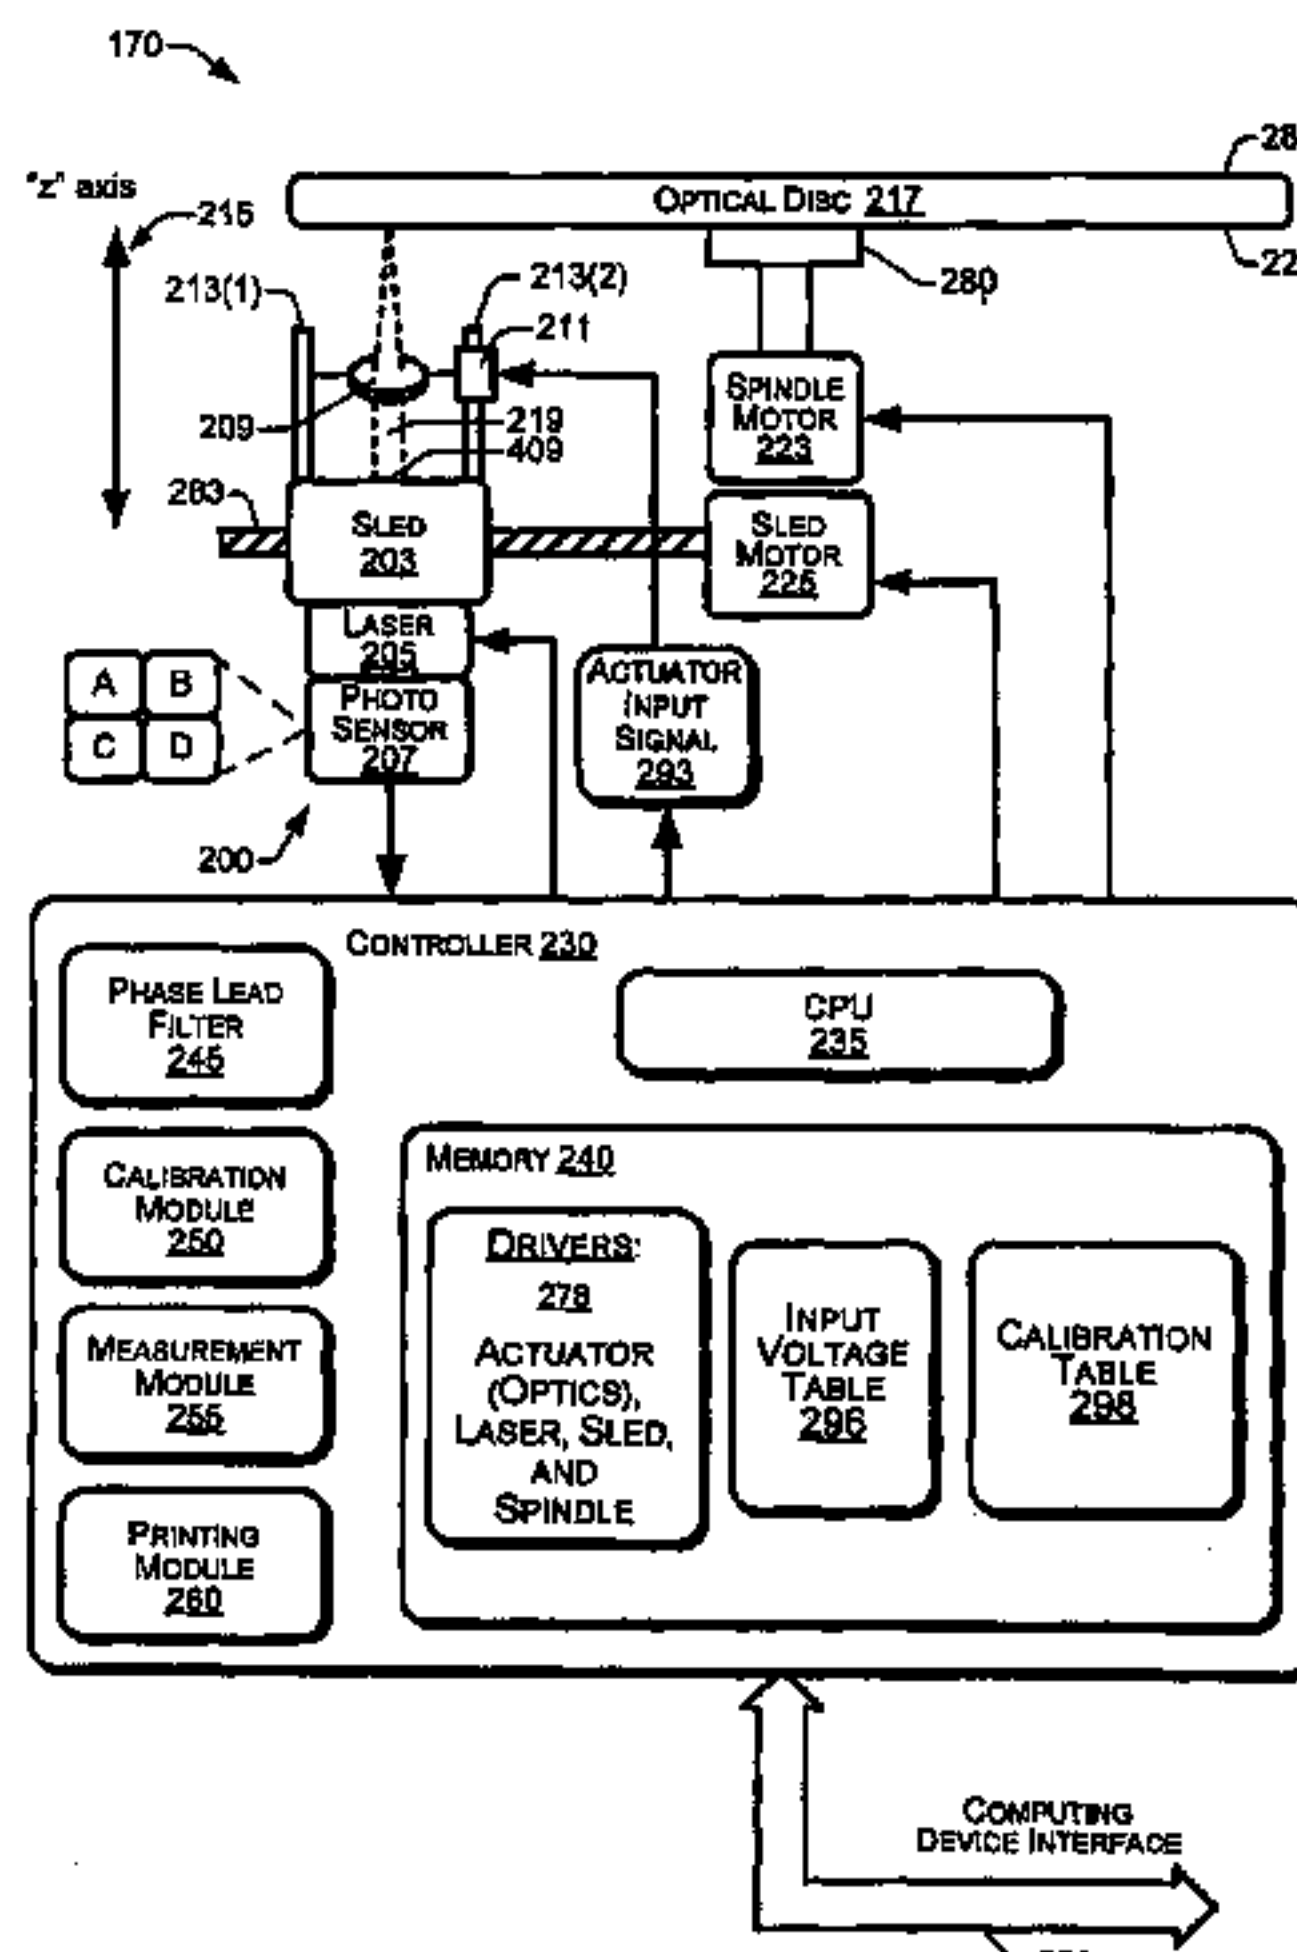 170
"z" axis
215
OPTICAL DISC 217
28
22
280
213(1)
213(2)
211
209
219
409
SPINDLE
MOTOR
223
283
SLED
203
SLED
MOTOR
225
LASER
205
PHOTO
SENSOR
207
A B
C D
ACTUATOR
INPUT
SIGNAL
293
200
CONTROLLER 230
PHASE LEAD
FILTER
245
CPU
235
CALIBRATION
MODULE
250
MEASUREMENT
MODULE
255
PRINTING
MODULE
260
MEMORY 240
DRIVERS:
278
ACTUATOR
(OPTICS),
LASER, SLED,
AND
SPINDLE
INPUT
VOLTAGE
TABLE
296
CALIBRATION
TABLE
298
COMPUTING
DEVICE INTERFACE